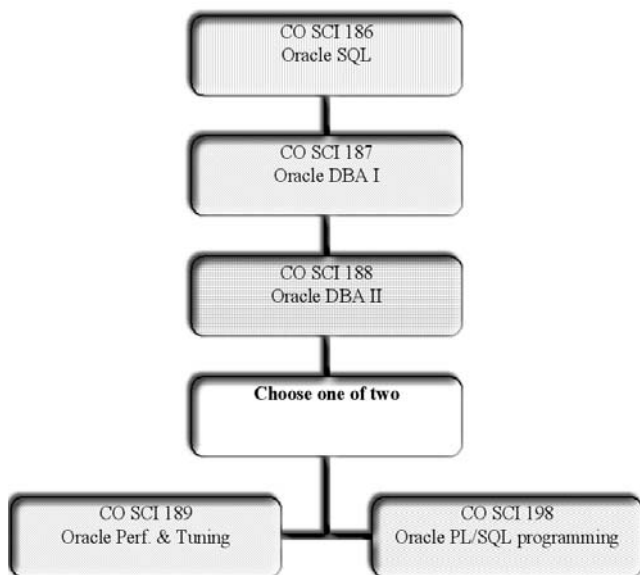 CO SCI 186
Oracle SQL
CO SCI 187
Oracle DBA I
CO SCI 188
Oracle DBA II
Choose one of two
CO SCI 189
Oracle Perf. & Tuning
CO SCI 198
Oracle PL/SQL programming